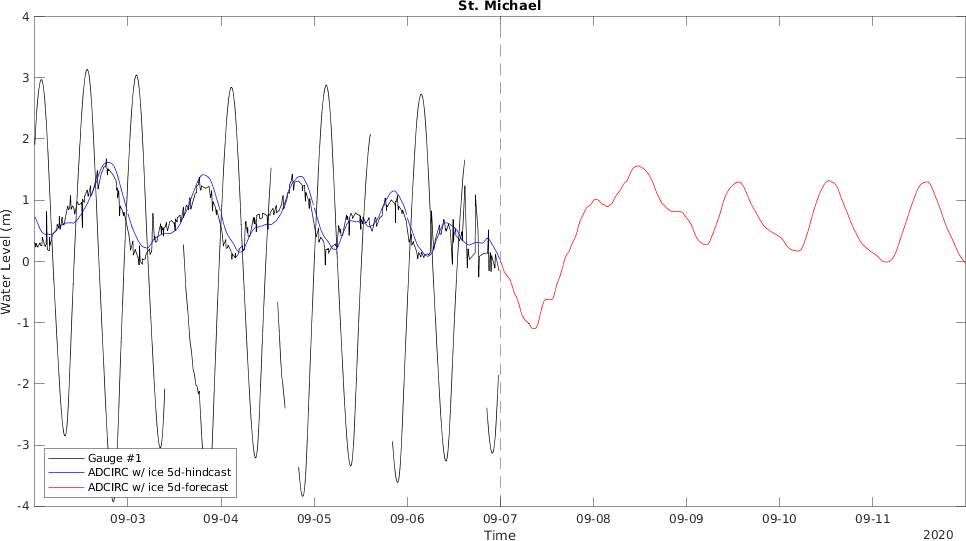 St. Michael
4
3
2
1
0
-1
-2
-3
-4
Water Level (m)
Gauge #1
ADCIRC w/ ice 5d-hindcast
ADCIRC w/ ice 5d-forecast
09-03 09-04 09-05 09-06 09-07 09-08 09-09 09-10 09-11
Time
2020